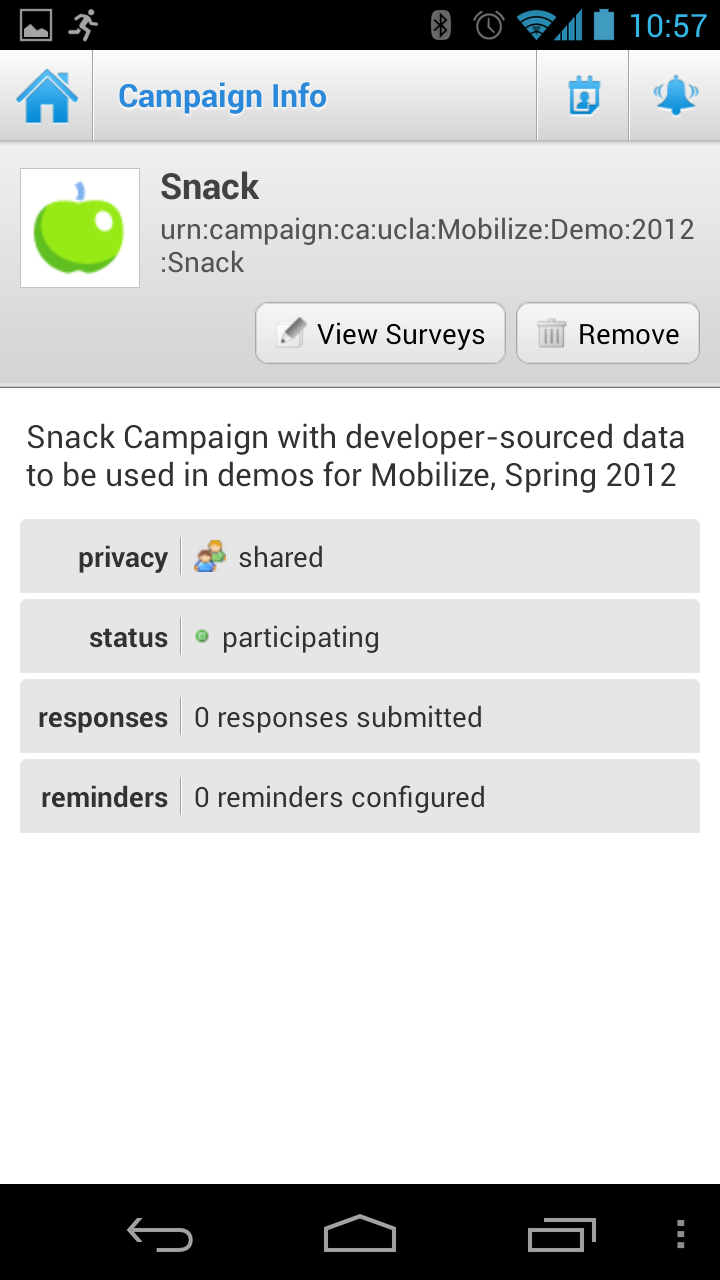 10:57
Campaign Info
Snack
urn:campaign:ca:ucla:Mobilize:Demo:2012
:Snack
View Surveys
Remove
Snack Campaign with developer-sourced data
to be used in demos for Mobilize, Spring 2012
privacy shared
status participating
responses 0 responses submitted
reminders 0 reminders configured